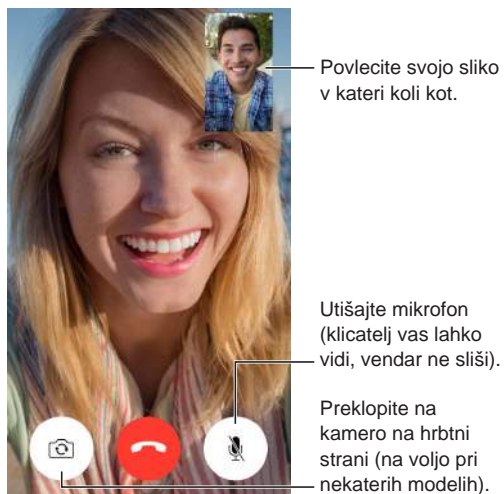 Povlecite svojo sliko
v kateri koli kot.
Utišajte mikrofon
(klicatelj vas lahko
vidi, vendar ne sliši).
Preklopite na
kamero na hrbtni
strani (na voljo pri
nekaterih modelih).